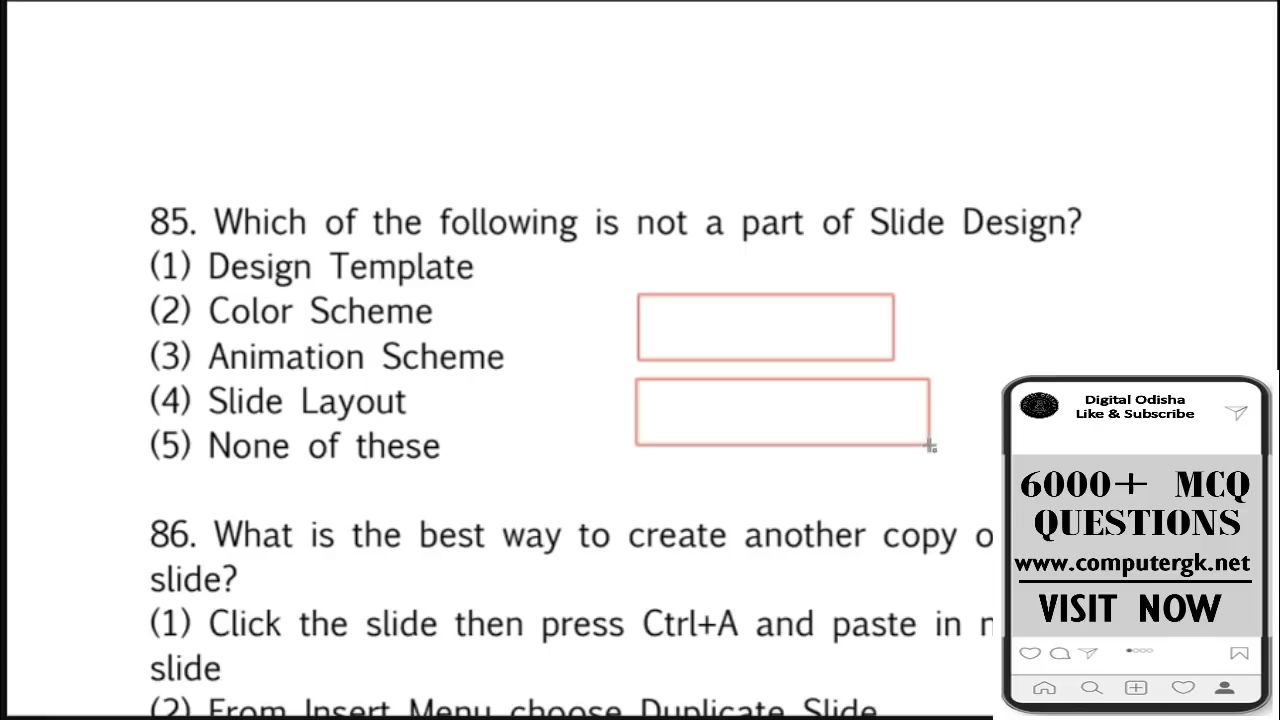 85. Which of the following is not a part of Slide Design?
(1) Design Template
(2) Color Scheme
(3) Animation Scheme
(4) Slide Layout
(5) None of these
86. What is the best way to create another copy
slide?
(1) Click the slide then press Ctrl+A and paste in
slide
(2) From Insert Menu choose Duplicate Slide
Digital Odisha
Like & Subscribe
6000+ MCQ
QUESTIONS
www.computergk.net
VISIT NOW